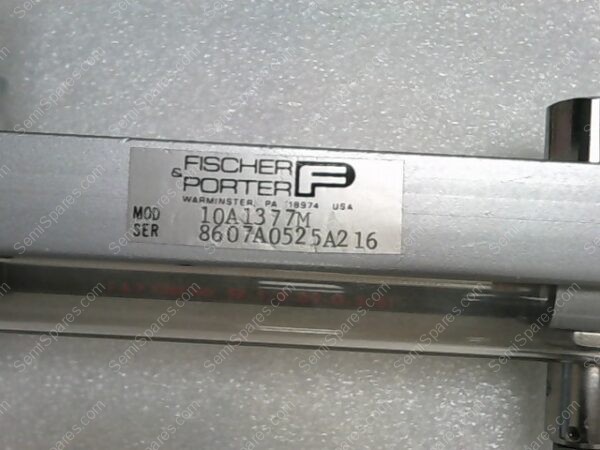 FISCHER
& PORTER
WARMINSTER, PA 18974 USA
MOD 10A1377M
SER 8607A0525A216
SemiSpares.com